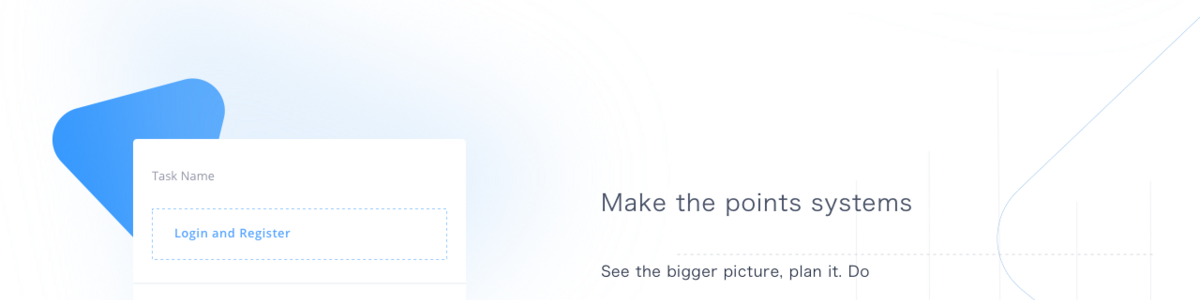 Task Name
Login and Register
Make the points systems
See the bigger picture, plan it. Do